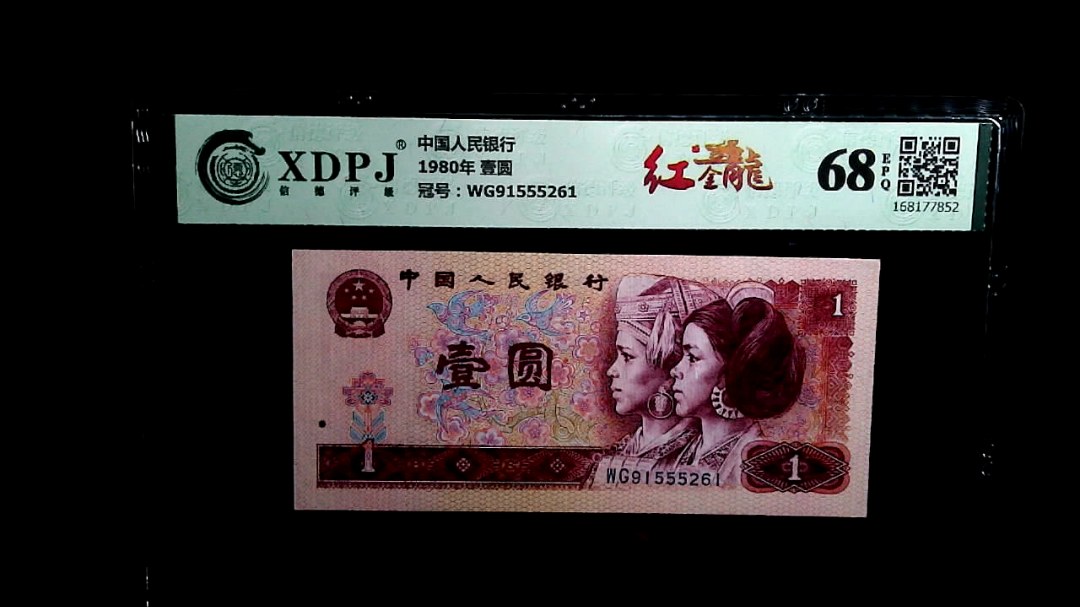 XDPJ®
信德评级
中国人民银行
1980年 壹圆
冠号：WG91555261
红金龍
68
EPQ
168177852
中国人民银行
1
壹圆
1
WG91555261
1